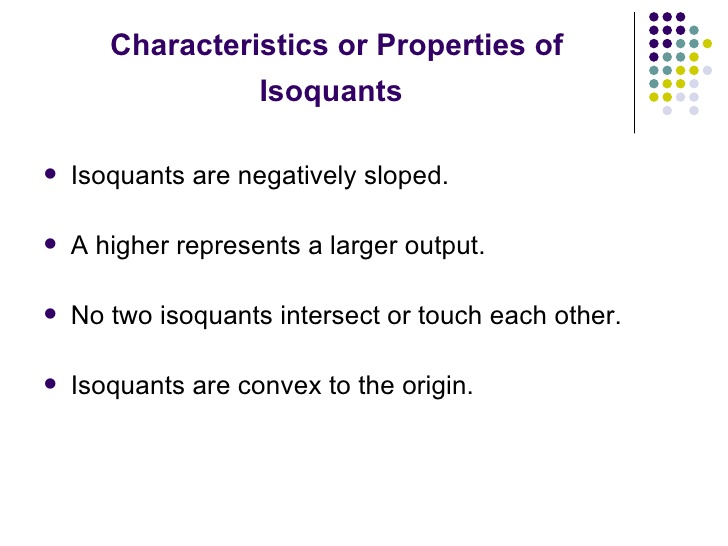 Characteristics or Properties of
Isoquants
Isoquants are negatively sloped.
A higher represents a larger output.
No two isoquants intersect or touch each other.
Isoquants are convex to the origin.